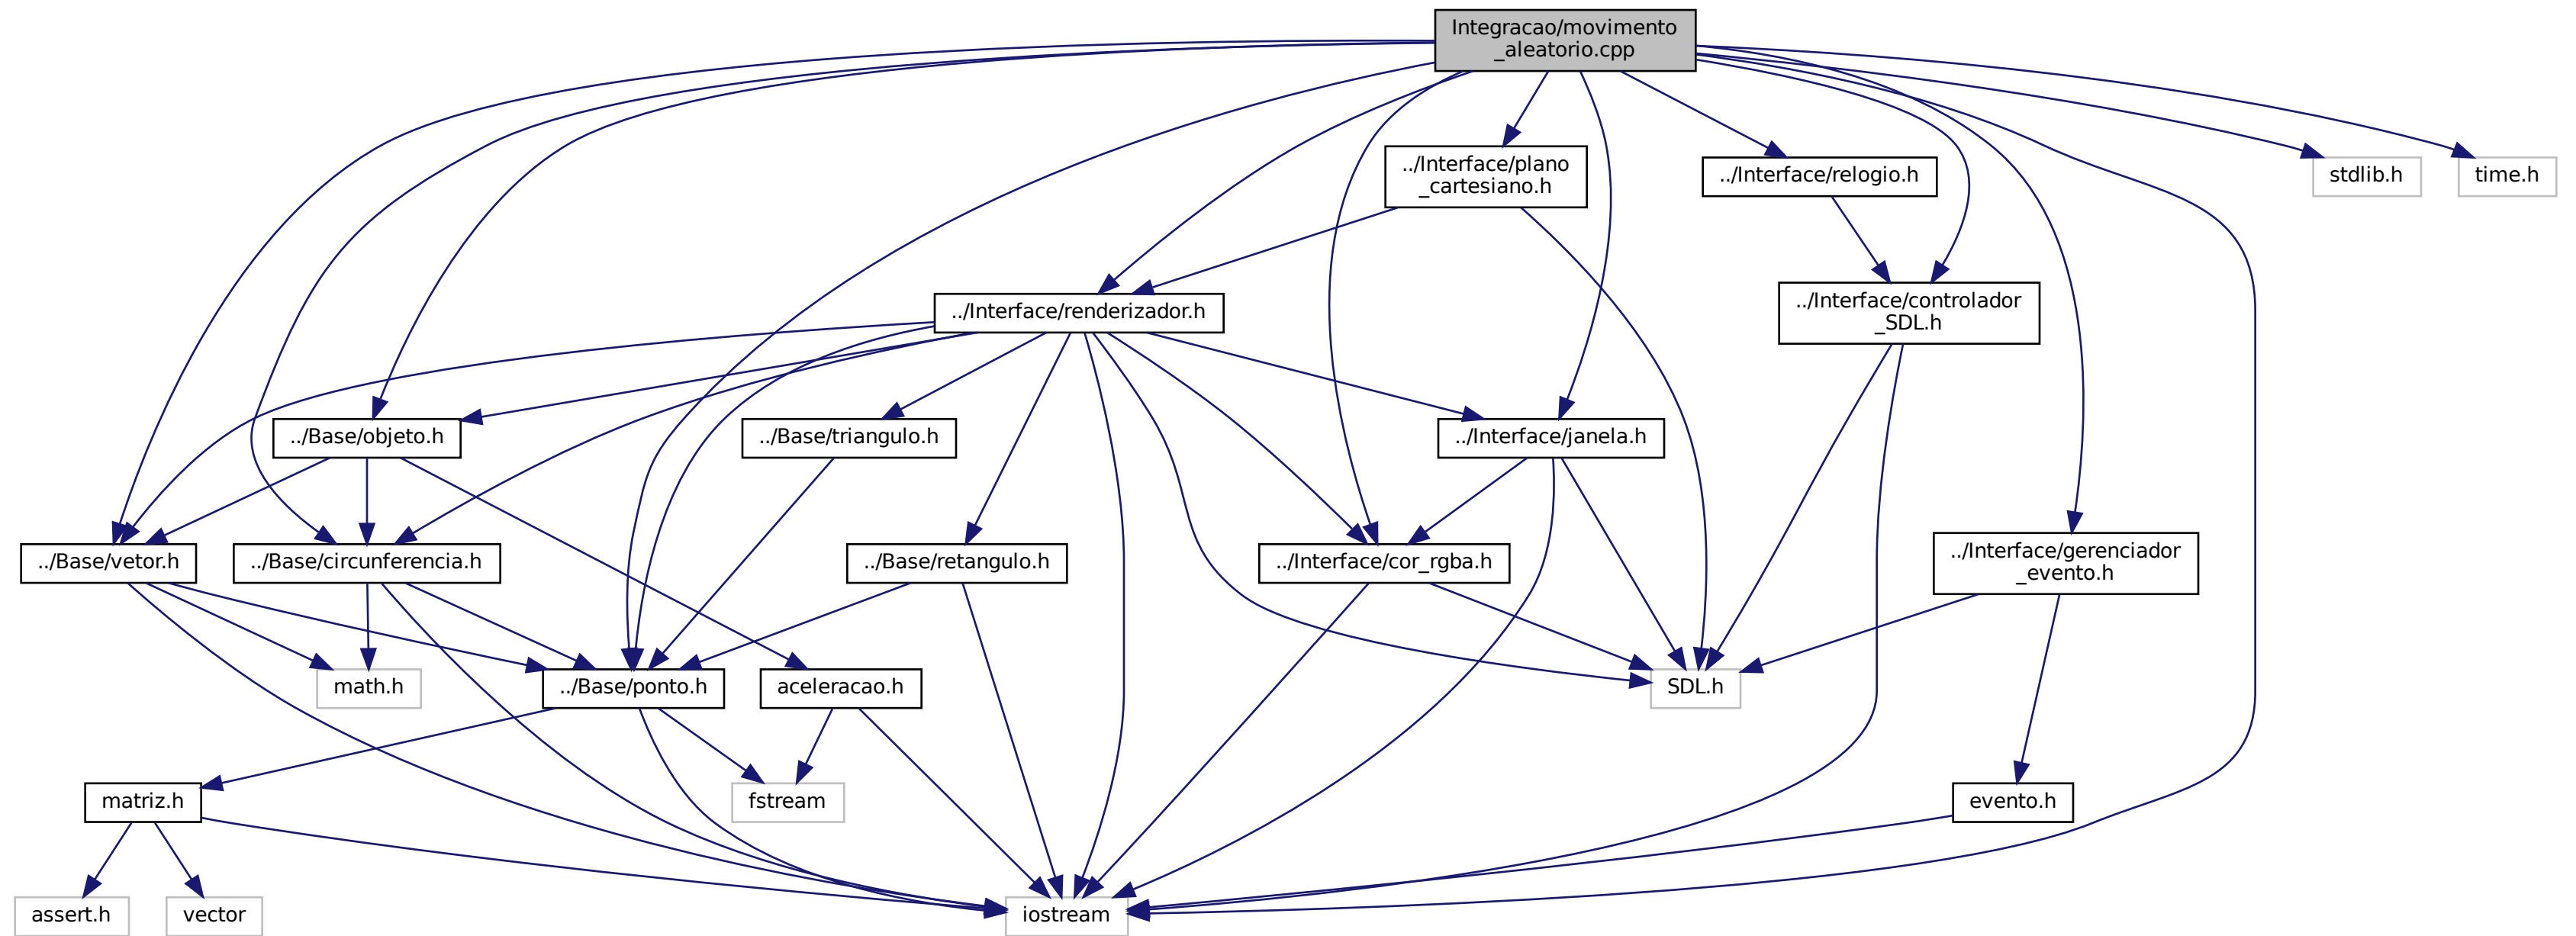 Integracao/movimento
_aleatorio.cpp
../Interface/plano
_cartesiano.h
../Interface/relogio.h
stdlib.h
time.h
../Interface/renderizador.h
../Interface/controlador
_SDL.h
../Base/objeto.h
../Base/triangulo.h
../Interface/janela.h
../Base/vetor.h
../Base/circunferencia.h
../Base/retangulo.h
../Interface/cor_rgba.h
../Interface/gerenciador
_evento.h
math.h
../Base/ponto.h
aceleracao.h
SDL.h
matriz.h
fstream
evento.h
assert.h
vector
iostream